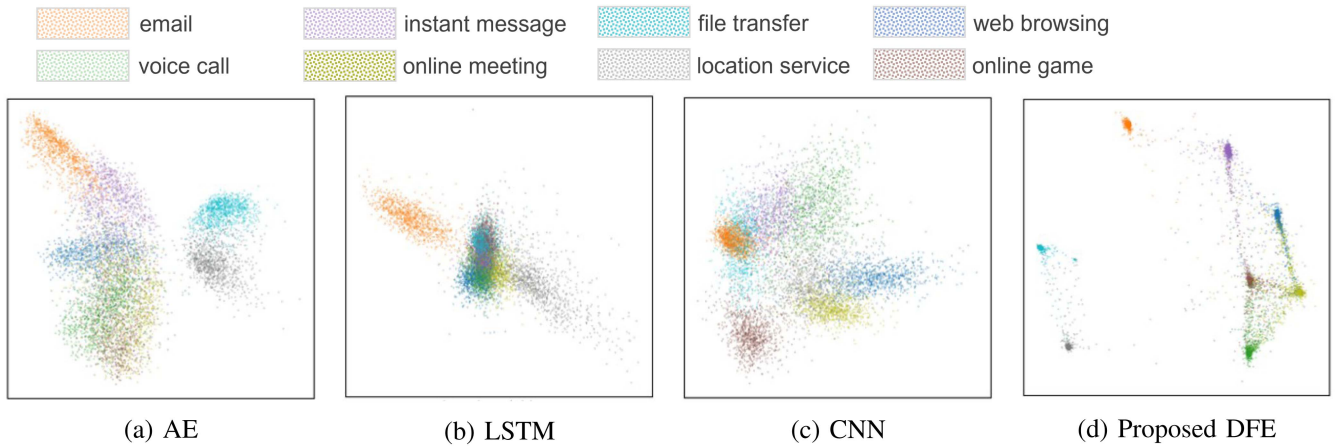 email instant message file transfer web browsing
voice call online meeting location service online game
(a) AE (b) LSTM (c) CNN (d) Proposed DFE